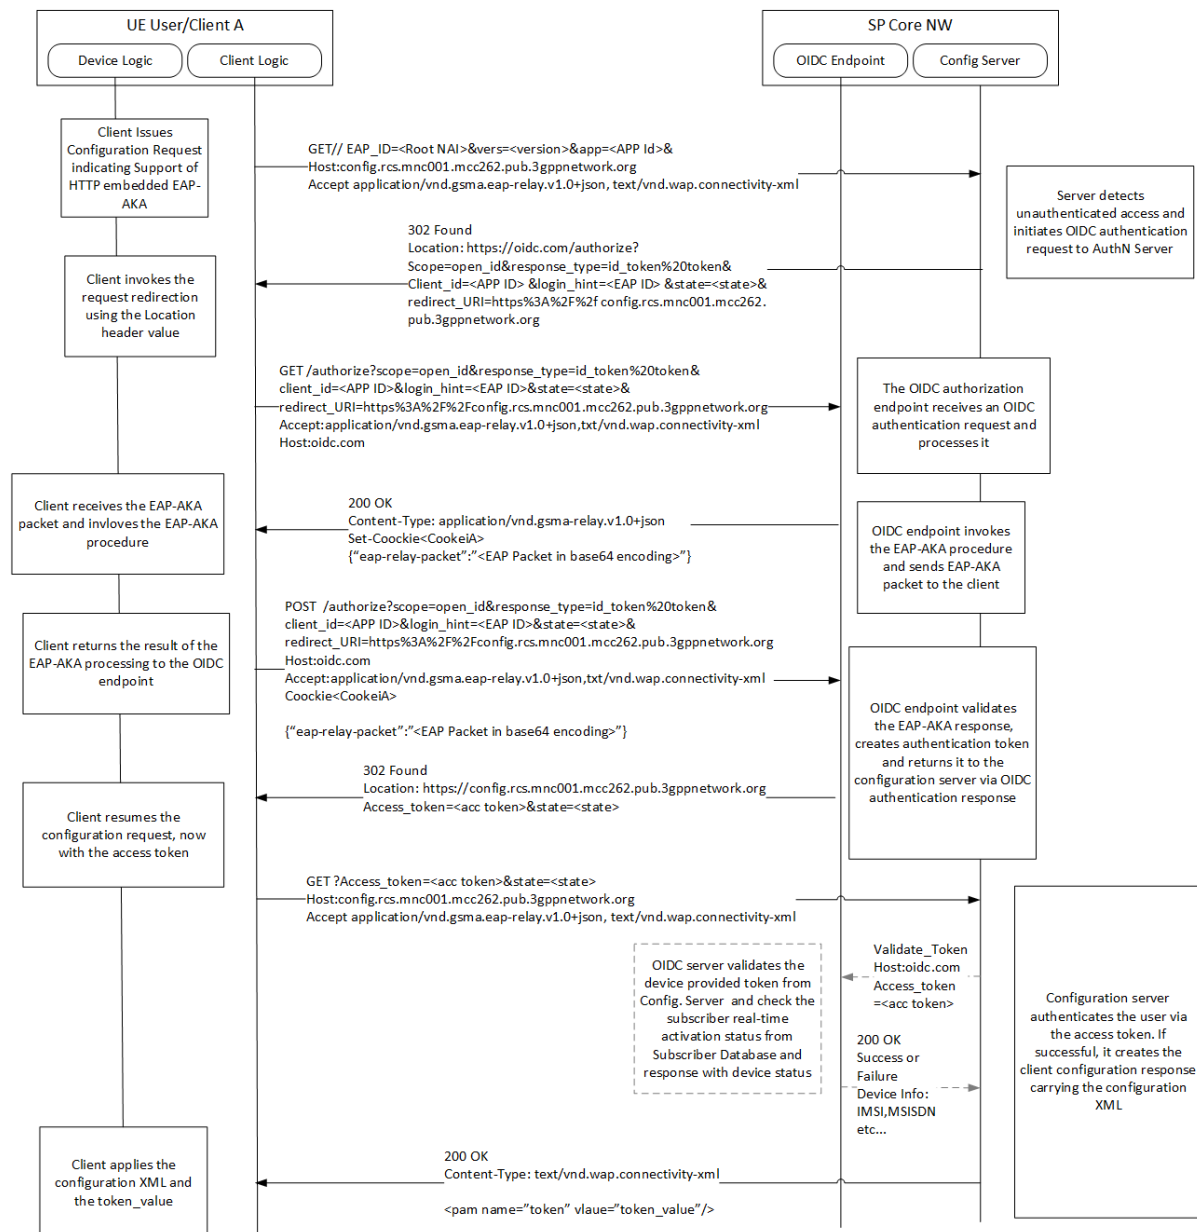 UE User/Client A
SP Core NW
Device Logic
Client Logic
OIDC Endpoint
Config Server
Client Issues
Configuration Request
indicating Support of
HTTP embedded EAP-
AKA
GET// EAP_ID=<Root NAI>&vers=<version>&app=<APP Id>&
Host:config.rcs.mnc001.mcc262.pub.3gppnetwork.org
Accept application/vnd.gsma.eap-relay.v1.0+json, text/vnd.wap.connectivity-xml
Server detects
unauthenticated access and
initiates OIDC authentication
request to AuthN Server
302 Found
Location: https://oidc.com/authorize?
Scope=open_id&response_type=id_token%20token&
Client_id=<APP ID> &login_hint=<EAP ID> &state=<state>&
redirect_URI=https%3A%2F%2f config.rcs.mnc001.mcc262.
pub.3gppnetwork.org
Client invokes the
request redirection
using the Location
header value
GET /authorize?scope=open_id&response_type=id_token%20token&
client_id=<APP ID>&login_hint=<EAP ID>&state=<state>&
redirect_URI=https%3A%2F%2Fconfig.rcs.mnc001.mcc262.pub.3gppnetwork.org
Accept:application/vnd.gsma.eap-relay.v1.0+json,txt/vnd.wap.connectivity-xml
Host:oidc.com
The OIDC authorization
endpoint receives an OIDC
authentication request and
processes it
Client receives the EAP-AKA
packet and invloves the EAP-AKA
procedure
200 OK
Content-Type: application/vnd.gsma-relay.v1.0+json
Set-Coockie<CookeiA>
{“eap-relay-packet”:”<EAP Packet in base64 encoding>”}
OIDC endpoint invokes
the EAP-AKA procedure
and sends EAP-AKA
packet to the client
POST  /authorize?scope=open_id&response_type=id_token%20token&
client_id=<APP ID>&login_hint=<EAP ID>&state=<state>&
redirect_URI=https%3A%2F%2Fconfig.rcs.mnc001.mcc262.pub.3gppnetwork.org
Host:oidc.com
Accept:application/vnd.gsma.eap-relay.v1.0+json,txt/vnd.wap.connectivity-xml
Coockie<CookeiA>
{“eap-relay-packet”:”<EAP Packet in base64 encoding>”}
Client returns the result of the
EAP-AKA processing to the OIDC
endpoint
OIDC endpoint validates
the EAP-AKA response,
creates authentication token
and returns it to the
configuration server via OIDC
authentication response
302 Found
Location: https://config.rcs.mnc001.mcc262.pub.3gppnetwork.org
Access_token=<acc token>&state=<state>
Client resumes the
configuration request, now
with the access token
GET ?Access_token=<acc token>&state=<state>
Host:config.rcs.mnc001.mcc262.pub.3gppnetwork.org
Accept application/vnd.gsma.eap-relay.v1.0+json, text/vnd.wap.connectivity-xml
OIDC server validates the
device provided token from
Config. Server  and check the
subscriber real-time
activation status from
Subscriber Database and
response with device status
Validate_Token
Host:oidc.com
Access_token
=<acc token>
200 OK
Success or
Failure
Device Info:
IMSI,MSISDN
etc...
Configuration server
authenticates the user via
the access token. If
successful, it creates the
client configuration response
carrying the configuration
XML
Client applies the
configuration XML and
the token_value
200 OK
Content-Type: text/vnd.wap.connectivity-xml
<pam name=”token” vlaue=”token_value”/>